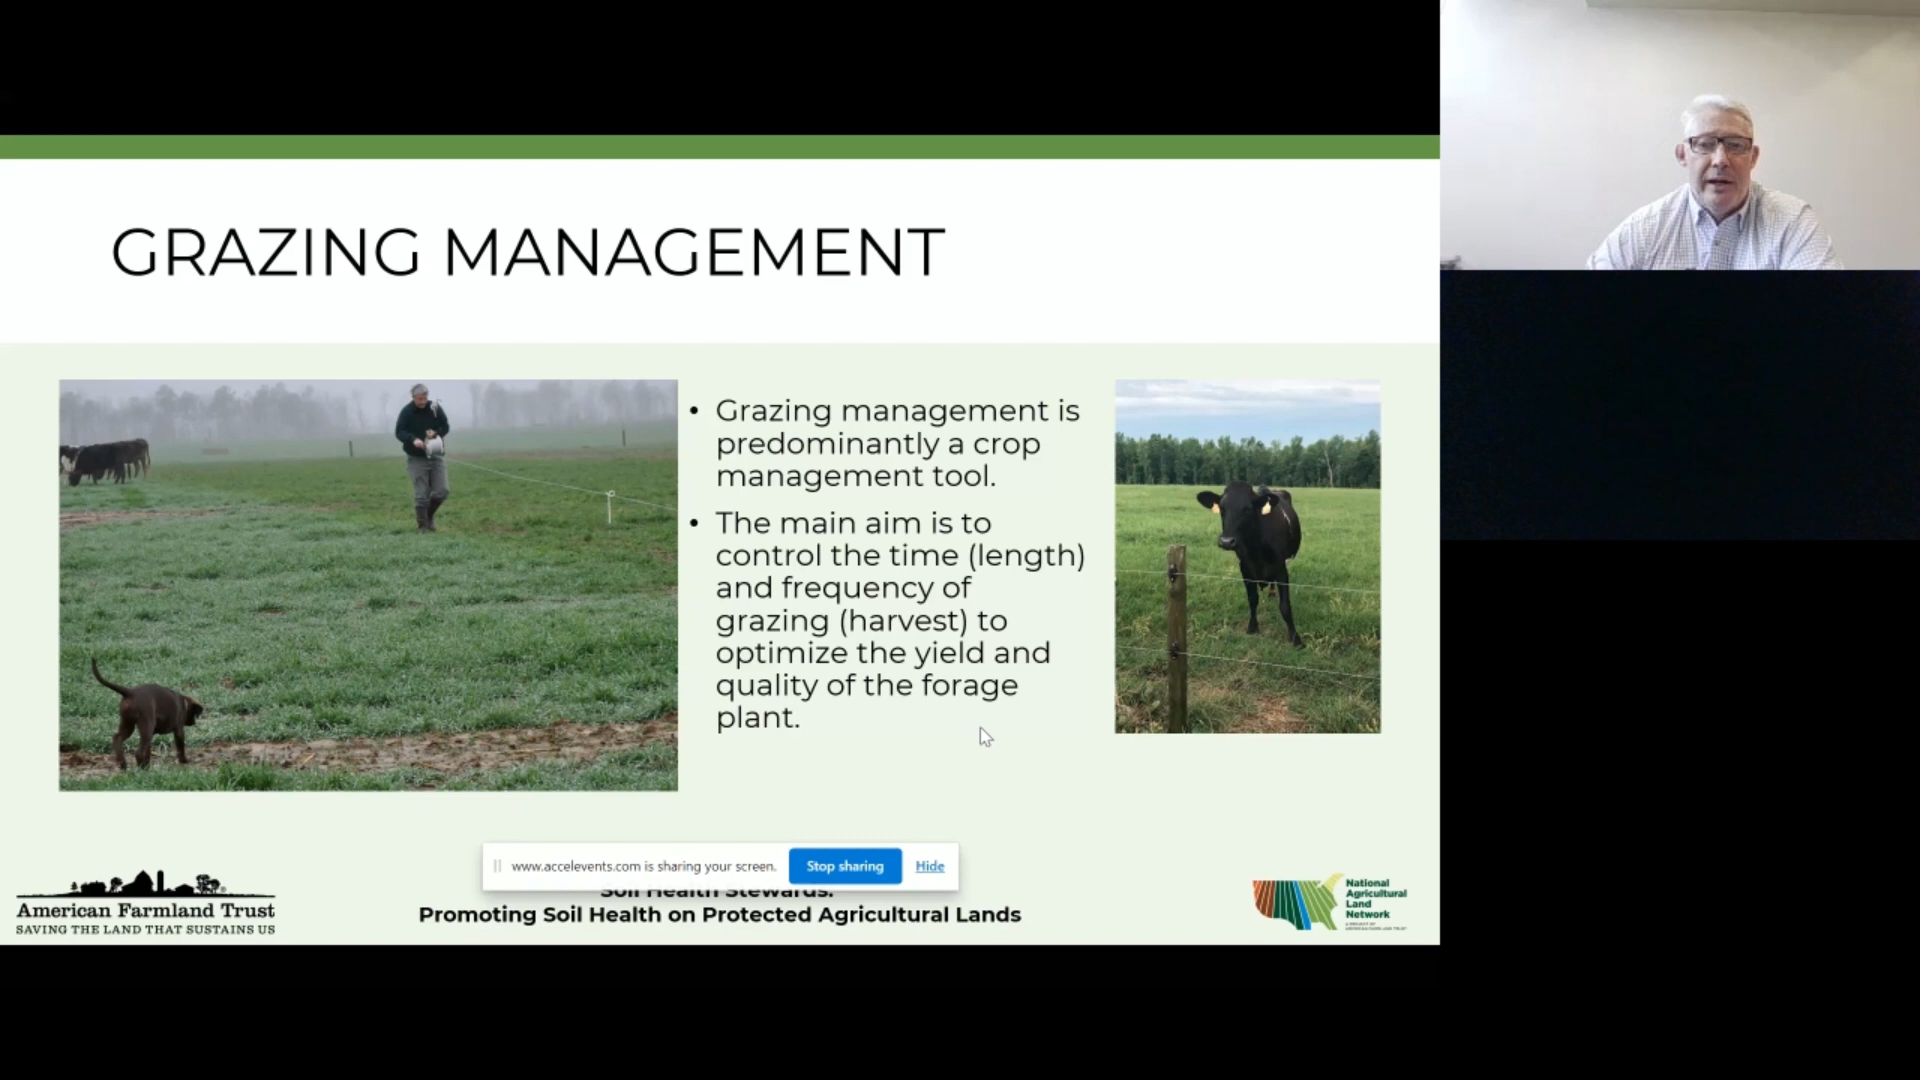 GRAZING MANAGEMENT
• Grazing management is
predominantly a crop
management tool.
• The main aim is to
control the time (length)
and frequency of
grazing (harvest) to
optimize the yield and
quality of the forage
plant.
www.accelevents.com is sharing your screen.
Stop sharing
Hide
Soil Health Stewards:
Promoting Soil Health on Protected Agricultural Lands
American Farmland Trust
SAVING THE LAND THAT SUSTAINS US
National
Agricultural
Land
Network